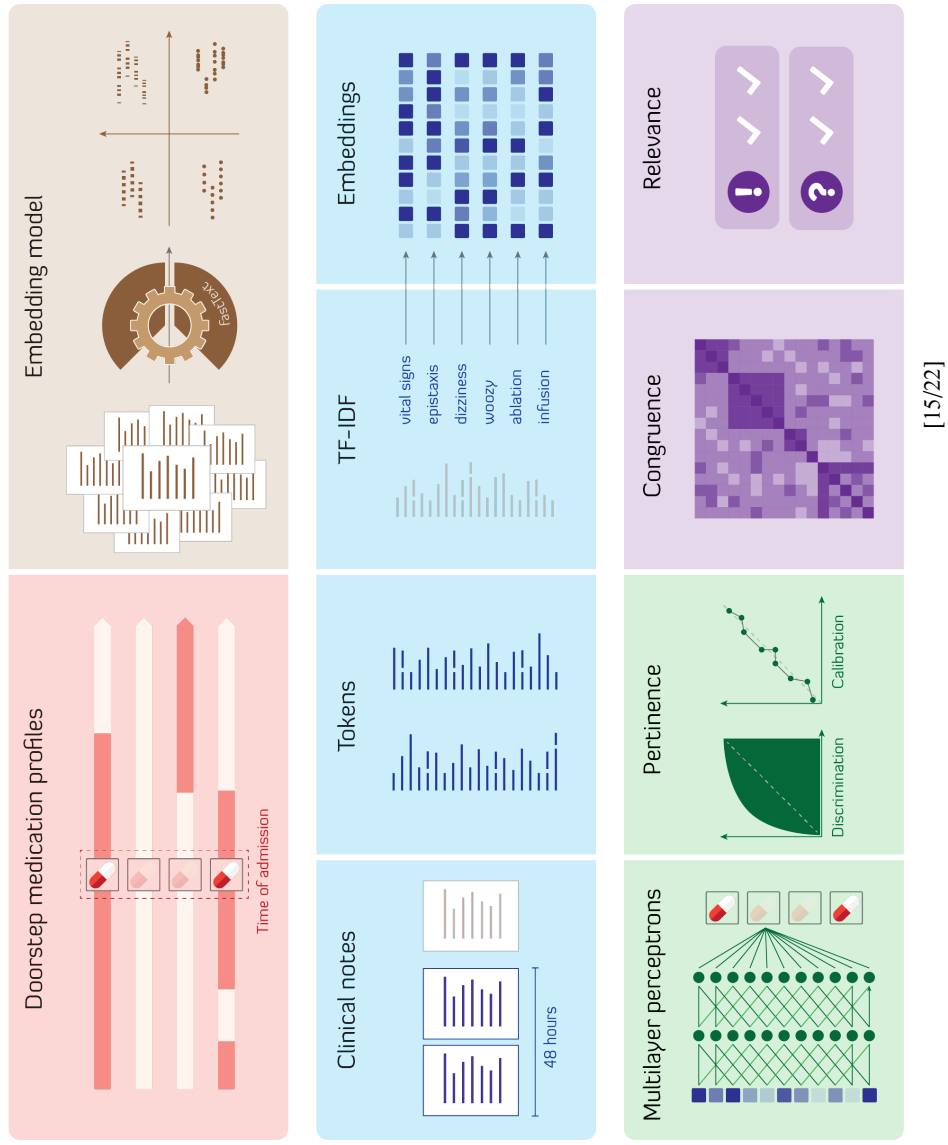 Doorstep medication profiles
Time of admission
Embedding model
FastText
Clinical notes
48 hours
Tokens
TF-IDF
vital signs
epistaxis
dizziness
woozy
ablation
infusion
Embeddings
Multilayer perceptrons
Pertinence
Discrimination
Calibration
Congruence
Relevance
!
?
[15/22]